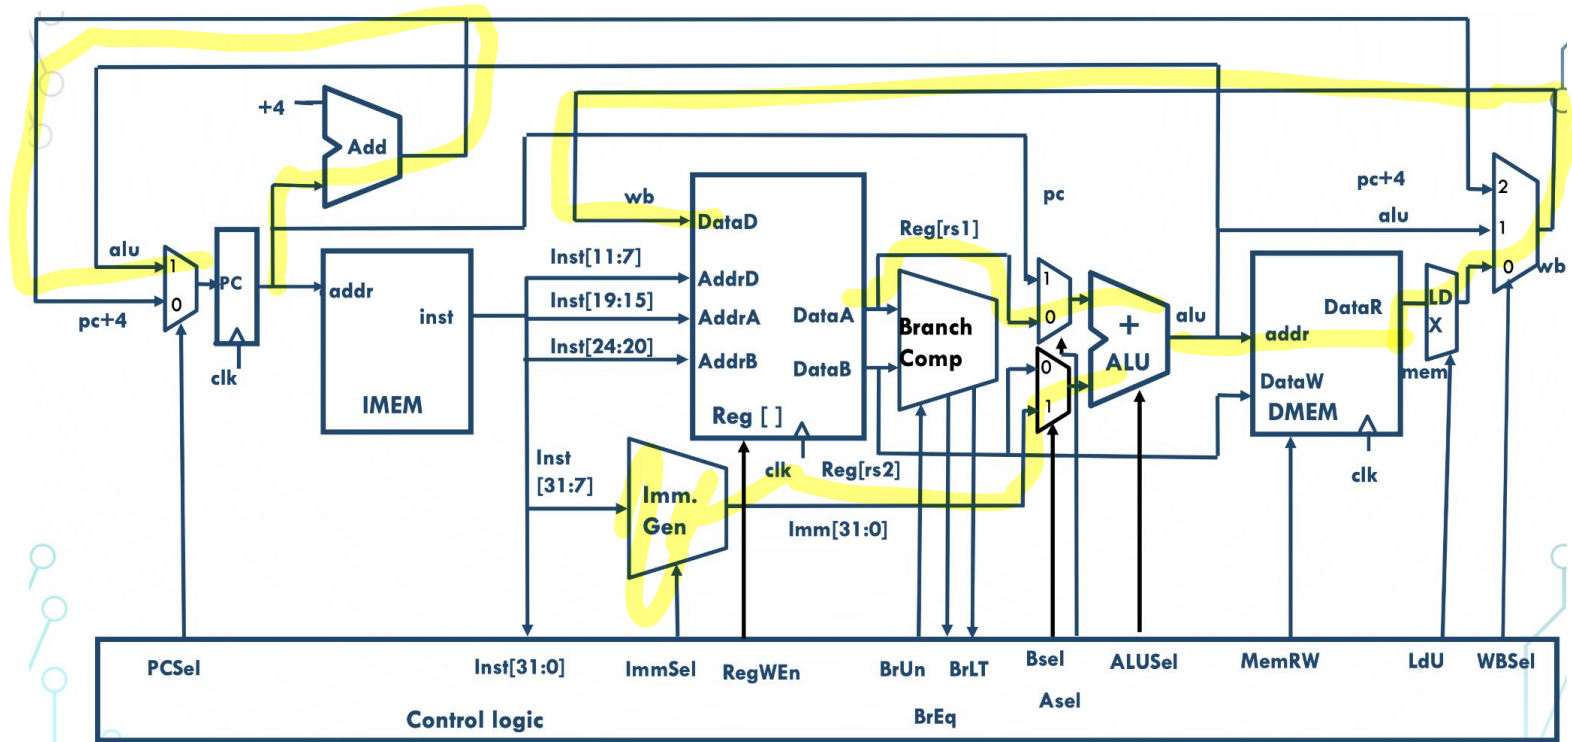 +4
Add
alu
1
PC
0
pc+4
clk
addr
inst
IMEM
wb
DataD
Inst[11:7]
AddrD
Inst[19:15]
AddrA
Inst[24:20]
AddrB
DataA
DataB
Reg [ ]
clk
Reg[rs1]
Branch
Comp
Reg[rs2]
Inst
[31:7]
Imm.
Gen
Imm[31:0]
pc
1
0
0
1
+
ALU
alu
addr
DataR
DataW
DMEM
clk
LD
X
mem
pc+4
alu
2
1
0
wb
PCSel
Inst[31:0]
ImmSel
RegWEn
BrUn
BrLT
BrEq
Bsel
Asel
ALUSel
MemRW
LdU
WBSel
Control logic